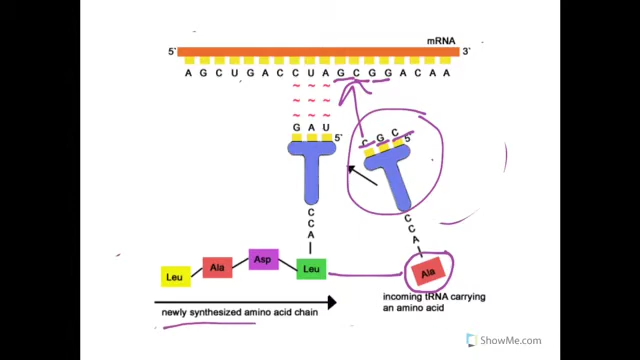 mRNA
5' 3'
A G C U G A C C U A G C G G A C A A
C G C 5'
G A U 5'
C
C
A
C
C
A
Leu Ala Asp Leu Ala
newly synthesized amino acid chain
incoming tRNA carrying
an amino acid
ShowMe.com